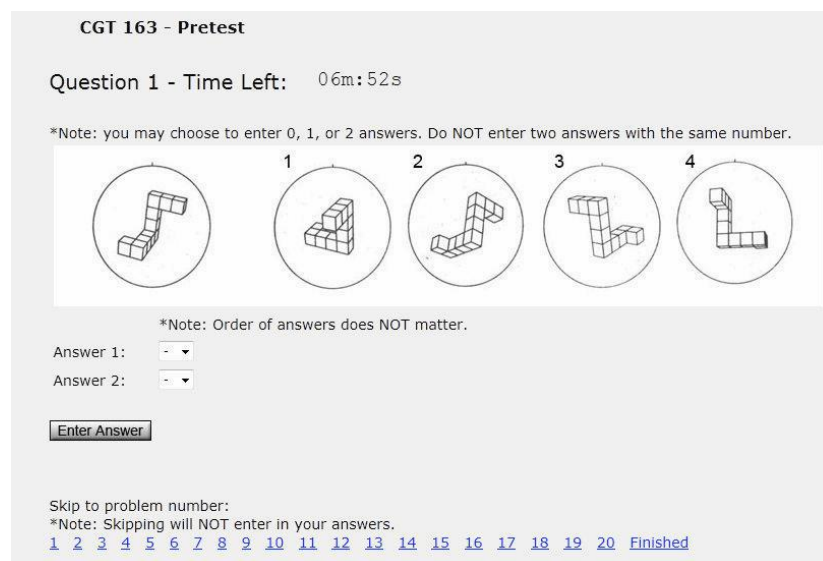 CGT 163 - Pretest
Question 1 - Time Left: 06m:52s
*Note: you may choose to enter 0, 1, or 2 answers. Do NOT enter two answers with the same number.
1 2 3 4
*Note: Order of answers does NOT matter.
Answer 1: -
Answer 2: -
Enter Answer
Skip to problem number:
*Note: Skipping will NOT enter in your answers.
1 2 3 4 5 6 7 8 9 10 11 12 13 14 15 16 17 18 19 20 Finished